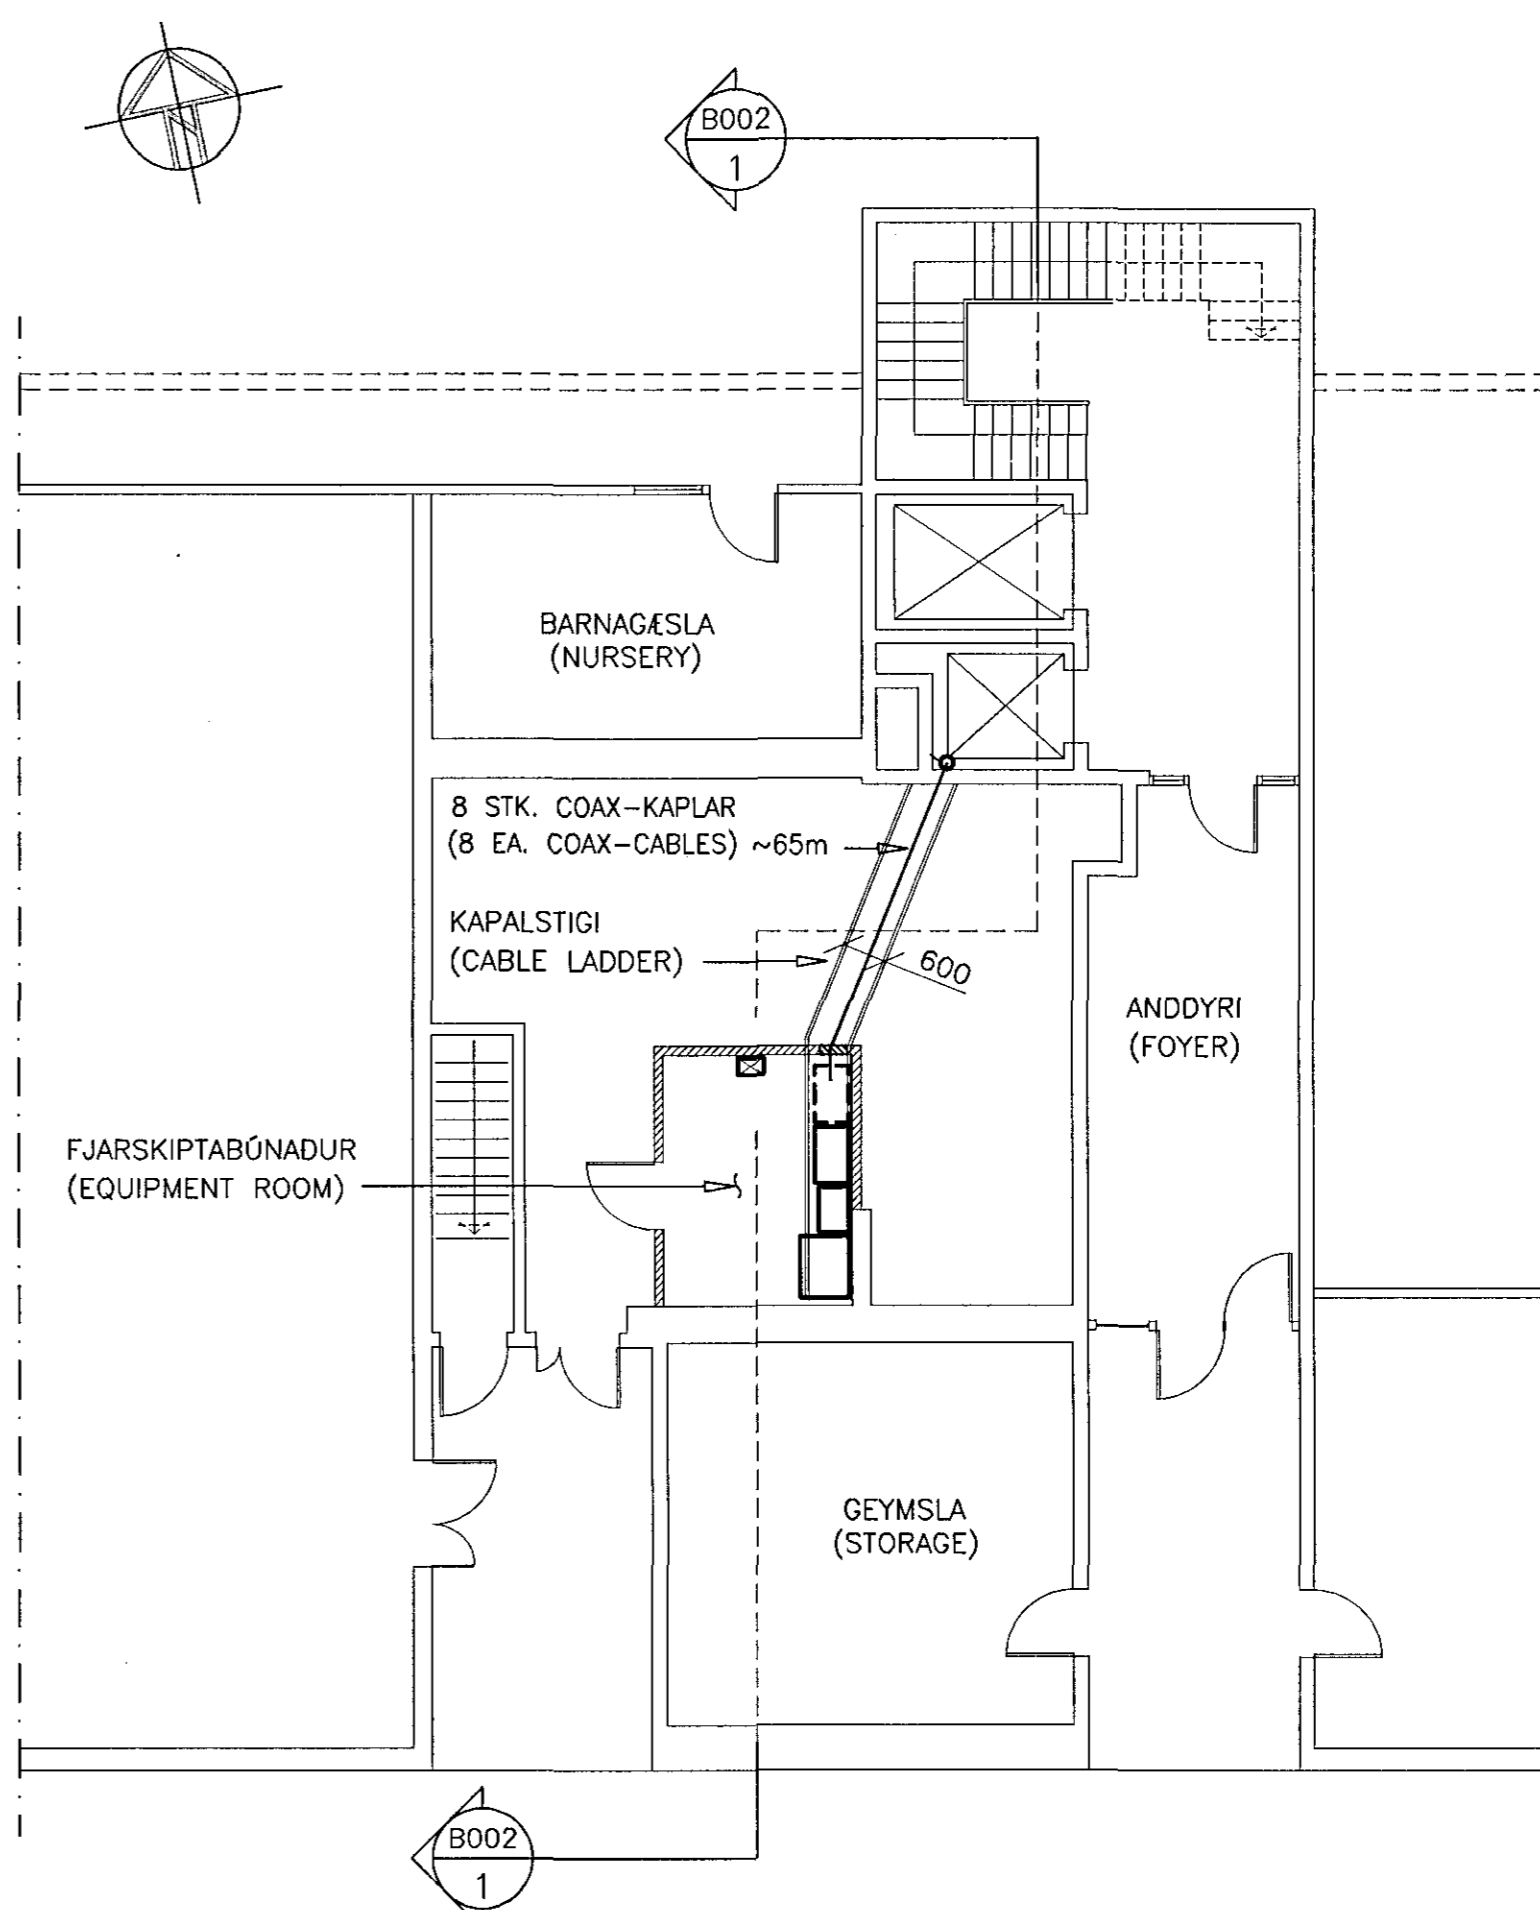 N
B002
1
BARNAGÆSLA
(NURSERY)
8 STK. COAX-KAPLAR
(8 EA. COAX-CABLES) ~65m
KAPALSTIGI
(CABLE LADDER)
600
ANDDYRI
(FOYER)
FJARSKIPTABÚNAÐUR
(EQUIPMENT ROOM)
GEYMSLA
(STORAGE)
B002
1